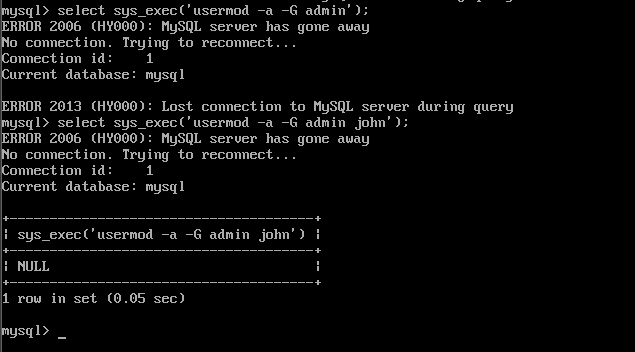 mysql> select sys_exec('usermod -a -G admin');
ERROR 2006 (HY000): MySQL server has gone away
No connection. Trying to reconnect...
Connection id:    1
Current database: mysql

ERROR 2013 (HY000): Lost connection to MySQL server during query
mysql> select sys_exec('usermod -a -G admin john');
ERROR 2006 (HY000): MySQL server has gone away
No connection. Trying to reconnect...
Connection id:    1
Current database: mysql

+--------------------------------------+
| sys_exec('usermod -a -G admin john') |
+--------------------------------------+
| NULL                                 |
+--------------------------------------+
1 row in set (0.05 sec)

mysql> _